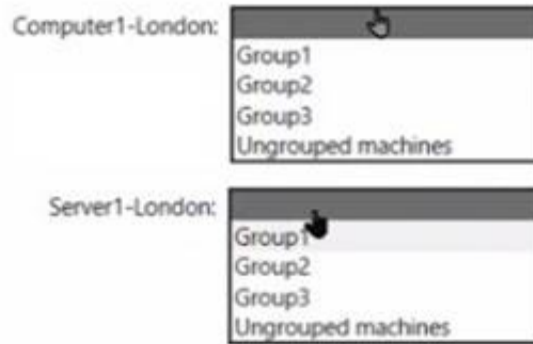 Computer1-London:
Group1
Group2
Group3
Ungrouped machines
Server1-London:
Group1
Group2
Group3
Ungrouped machines